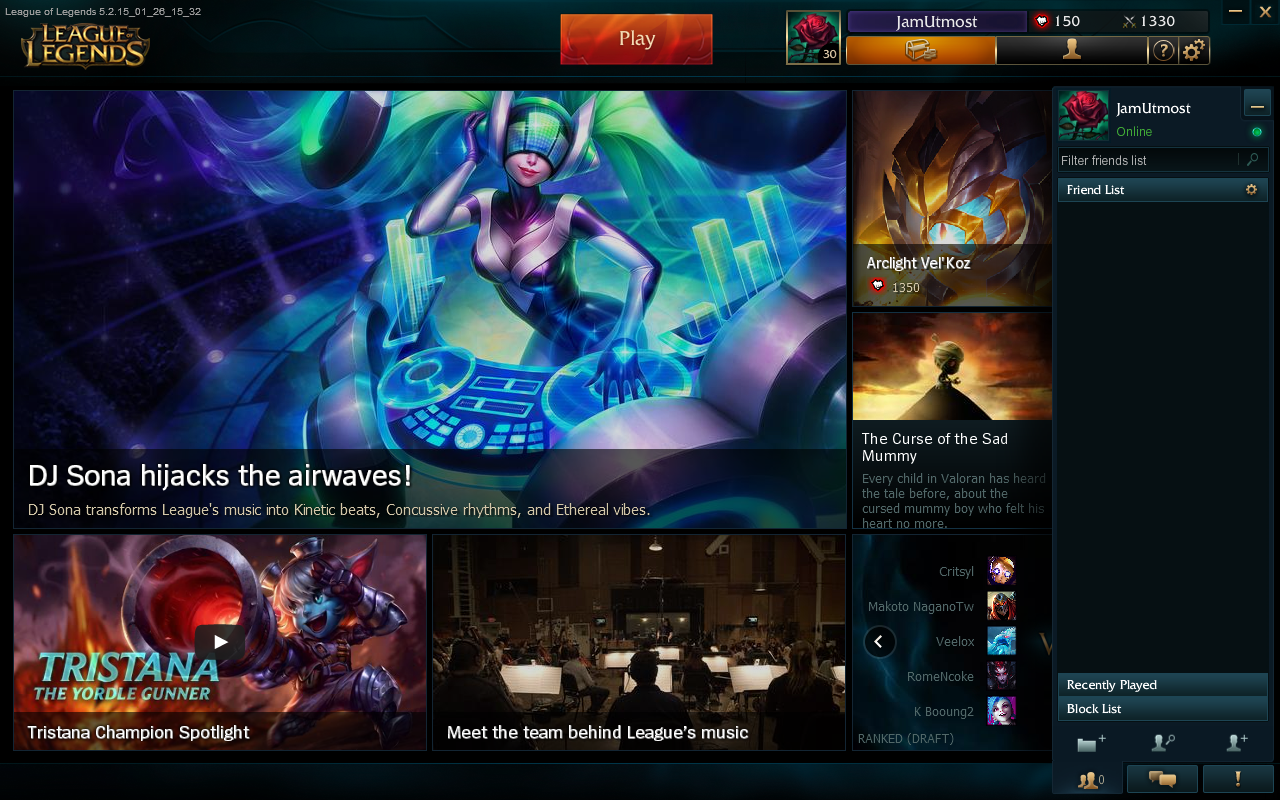 League of Legends 5.2.15_01_26_15_32
LEAGUE OF LEGENDS
Play
30
JamUtmost
150
1330
?
JamUtmost
Online
Filter friends list
Friend List
Arclight Vel'Koz
1350
The Curse of the Sad
Mummy
Every child in Valoran has heard
the tale before, about the
cursed mummy boy who felt his
heart no more.
DJ Sona hijacks the airwaves!
DJ Sona transforms League's music into Kinetic beats, Concussive rhythms, and Ethereal vibes.
TRISTANA
THE YORDLE GUNNER
Tristana Champion Spotlight
Meet the team behind League's music
Critsyl
Makoto NaganoTw
Veelox
RomeNcoke
K Booung2
RANKED (DRAFT)
Recently Played
Block List
0
!